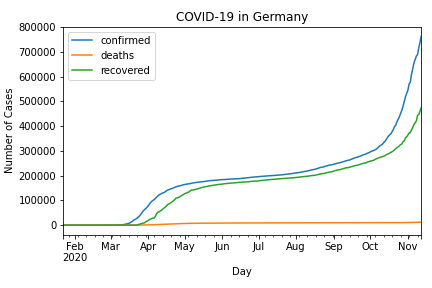 COVID-19 in Germany
800000
700000
600000
500000
400000
300000
200000
100000
0
Number of Cases
confirmed
deaths
recovered
Feb Mar Apr May Jun Jul Aug Sep Oct Nov
2020
Day